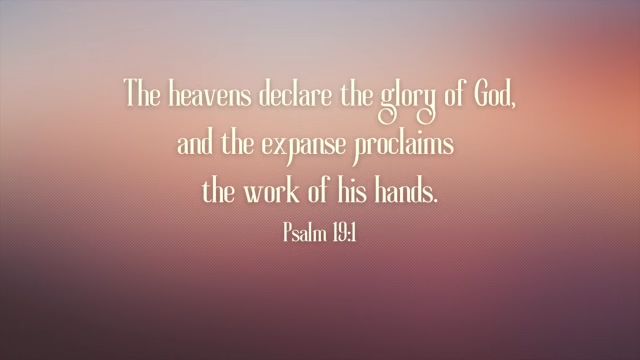 The heavens declare the glory of God,
and the expanse proclaims
the work of his hands.
Psalm 19:1